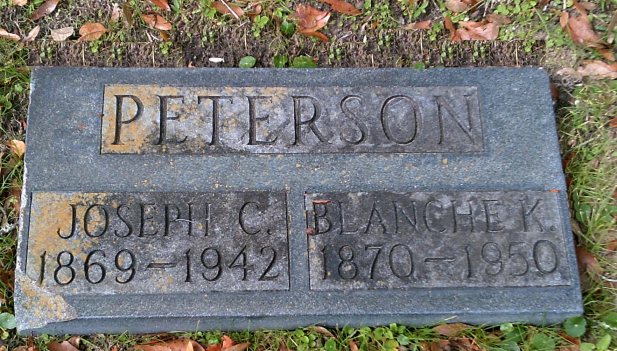 PETERSON
JOSEPH C.
1869-1942
BLANCHE K.
1870-1950